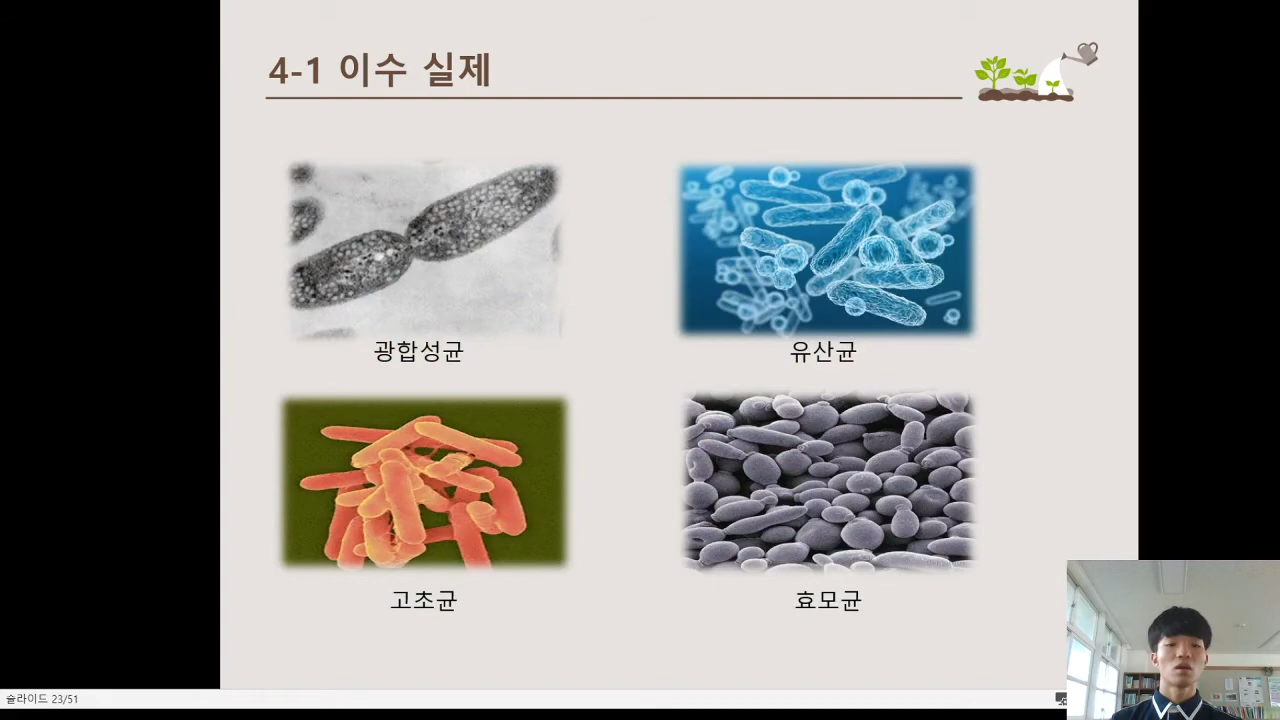 4-1 이수 실제
광합성균
유산균
고초균
효모균
슬라이드 23/51